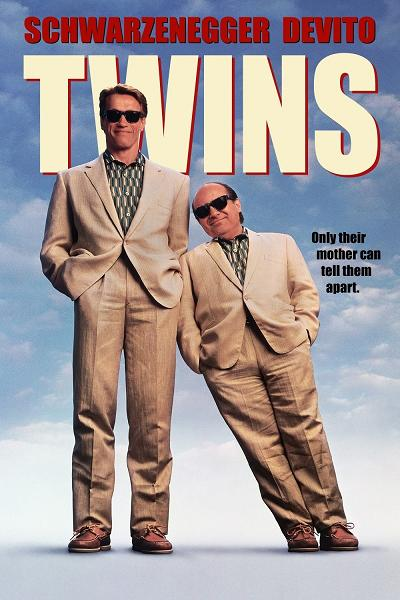 SCHWARZENEGGER DEVITO
TWINS
Only their
mother can
tell them
apart.